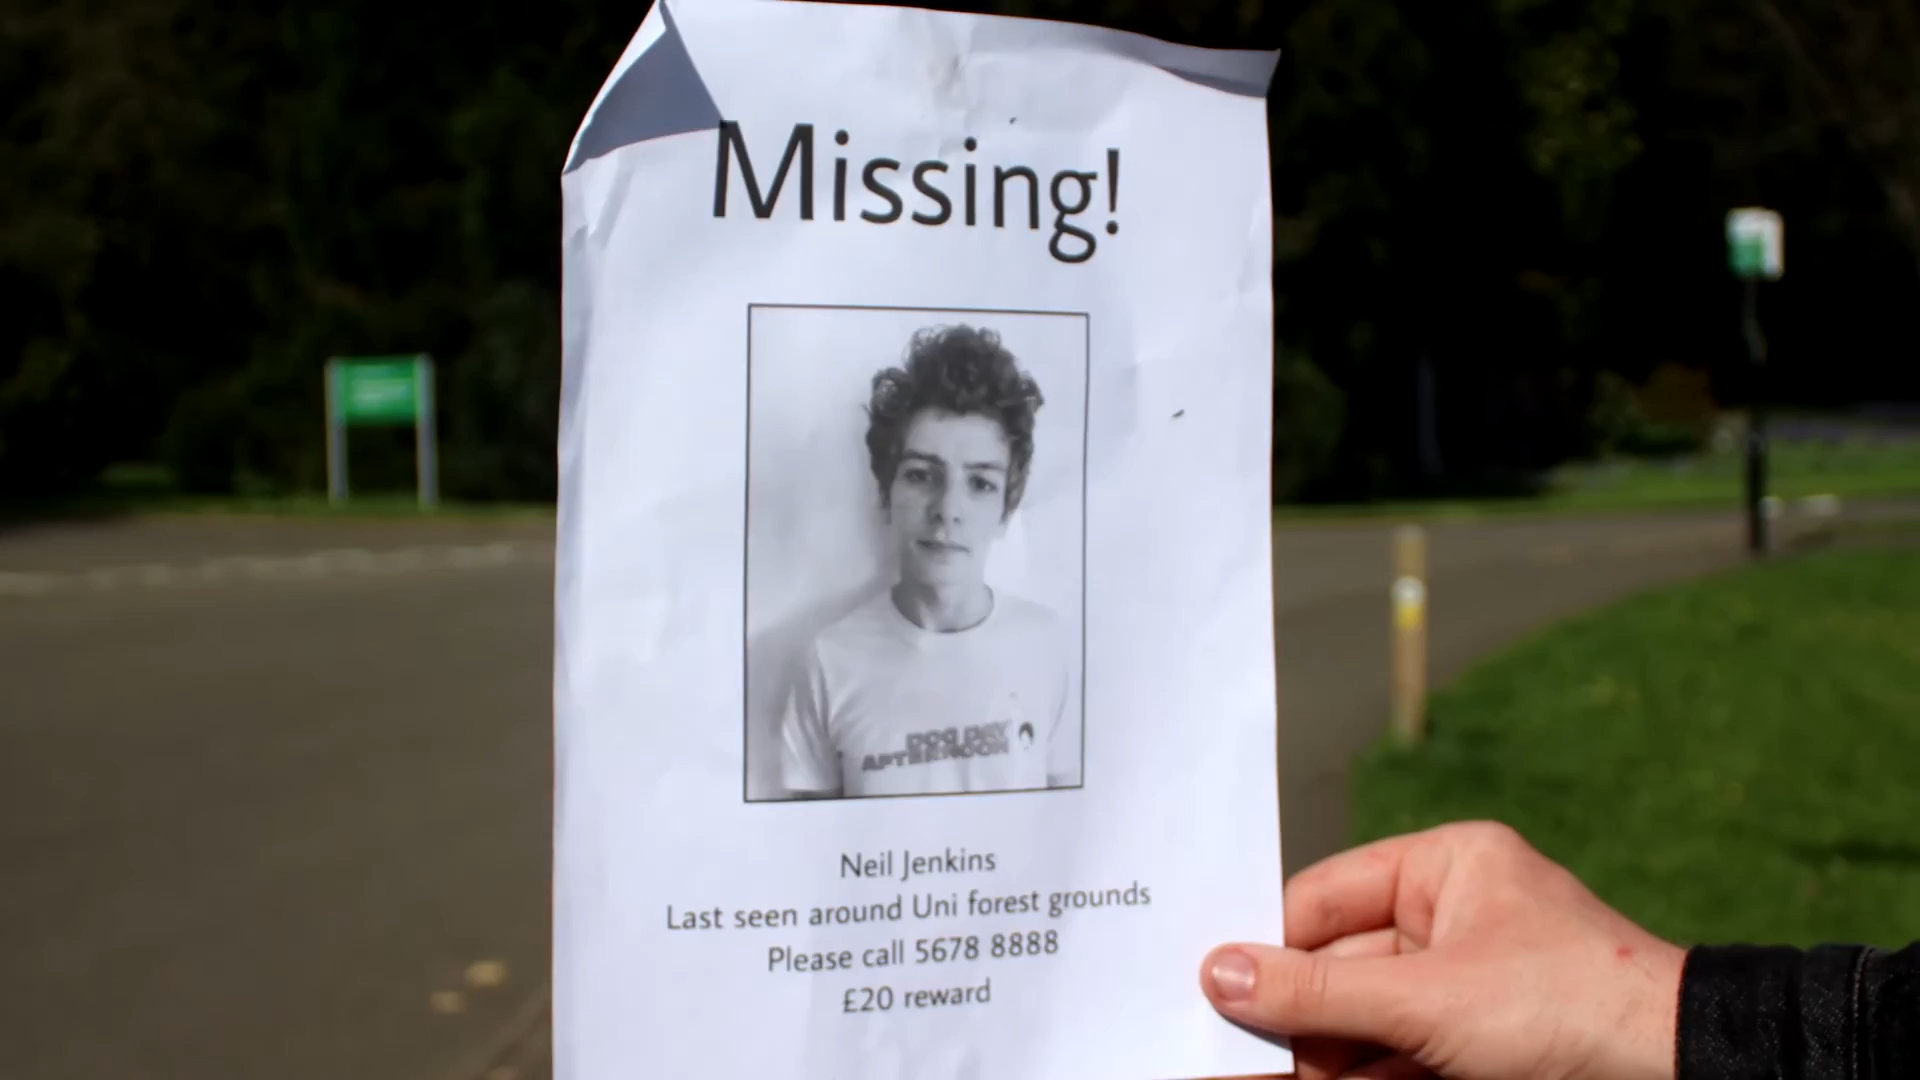 Missing!
DOG DAY
AFTERNOON
Neil Jenkins
Last seen around Uni forest grounds
Please call 5678 8888
£20 reward